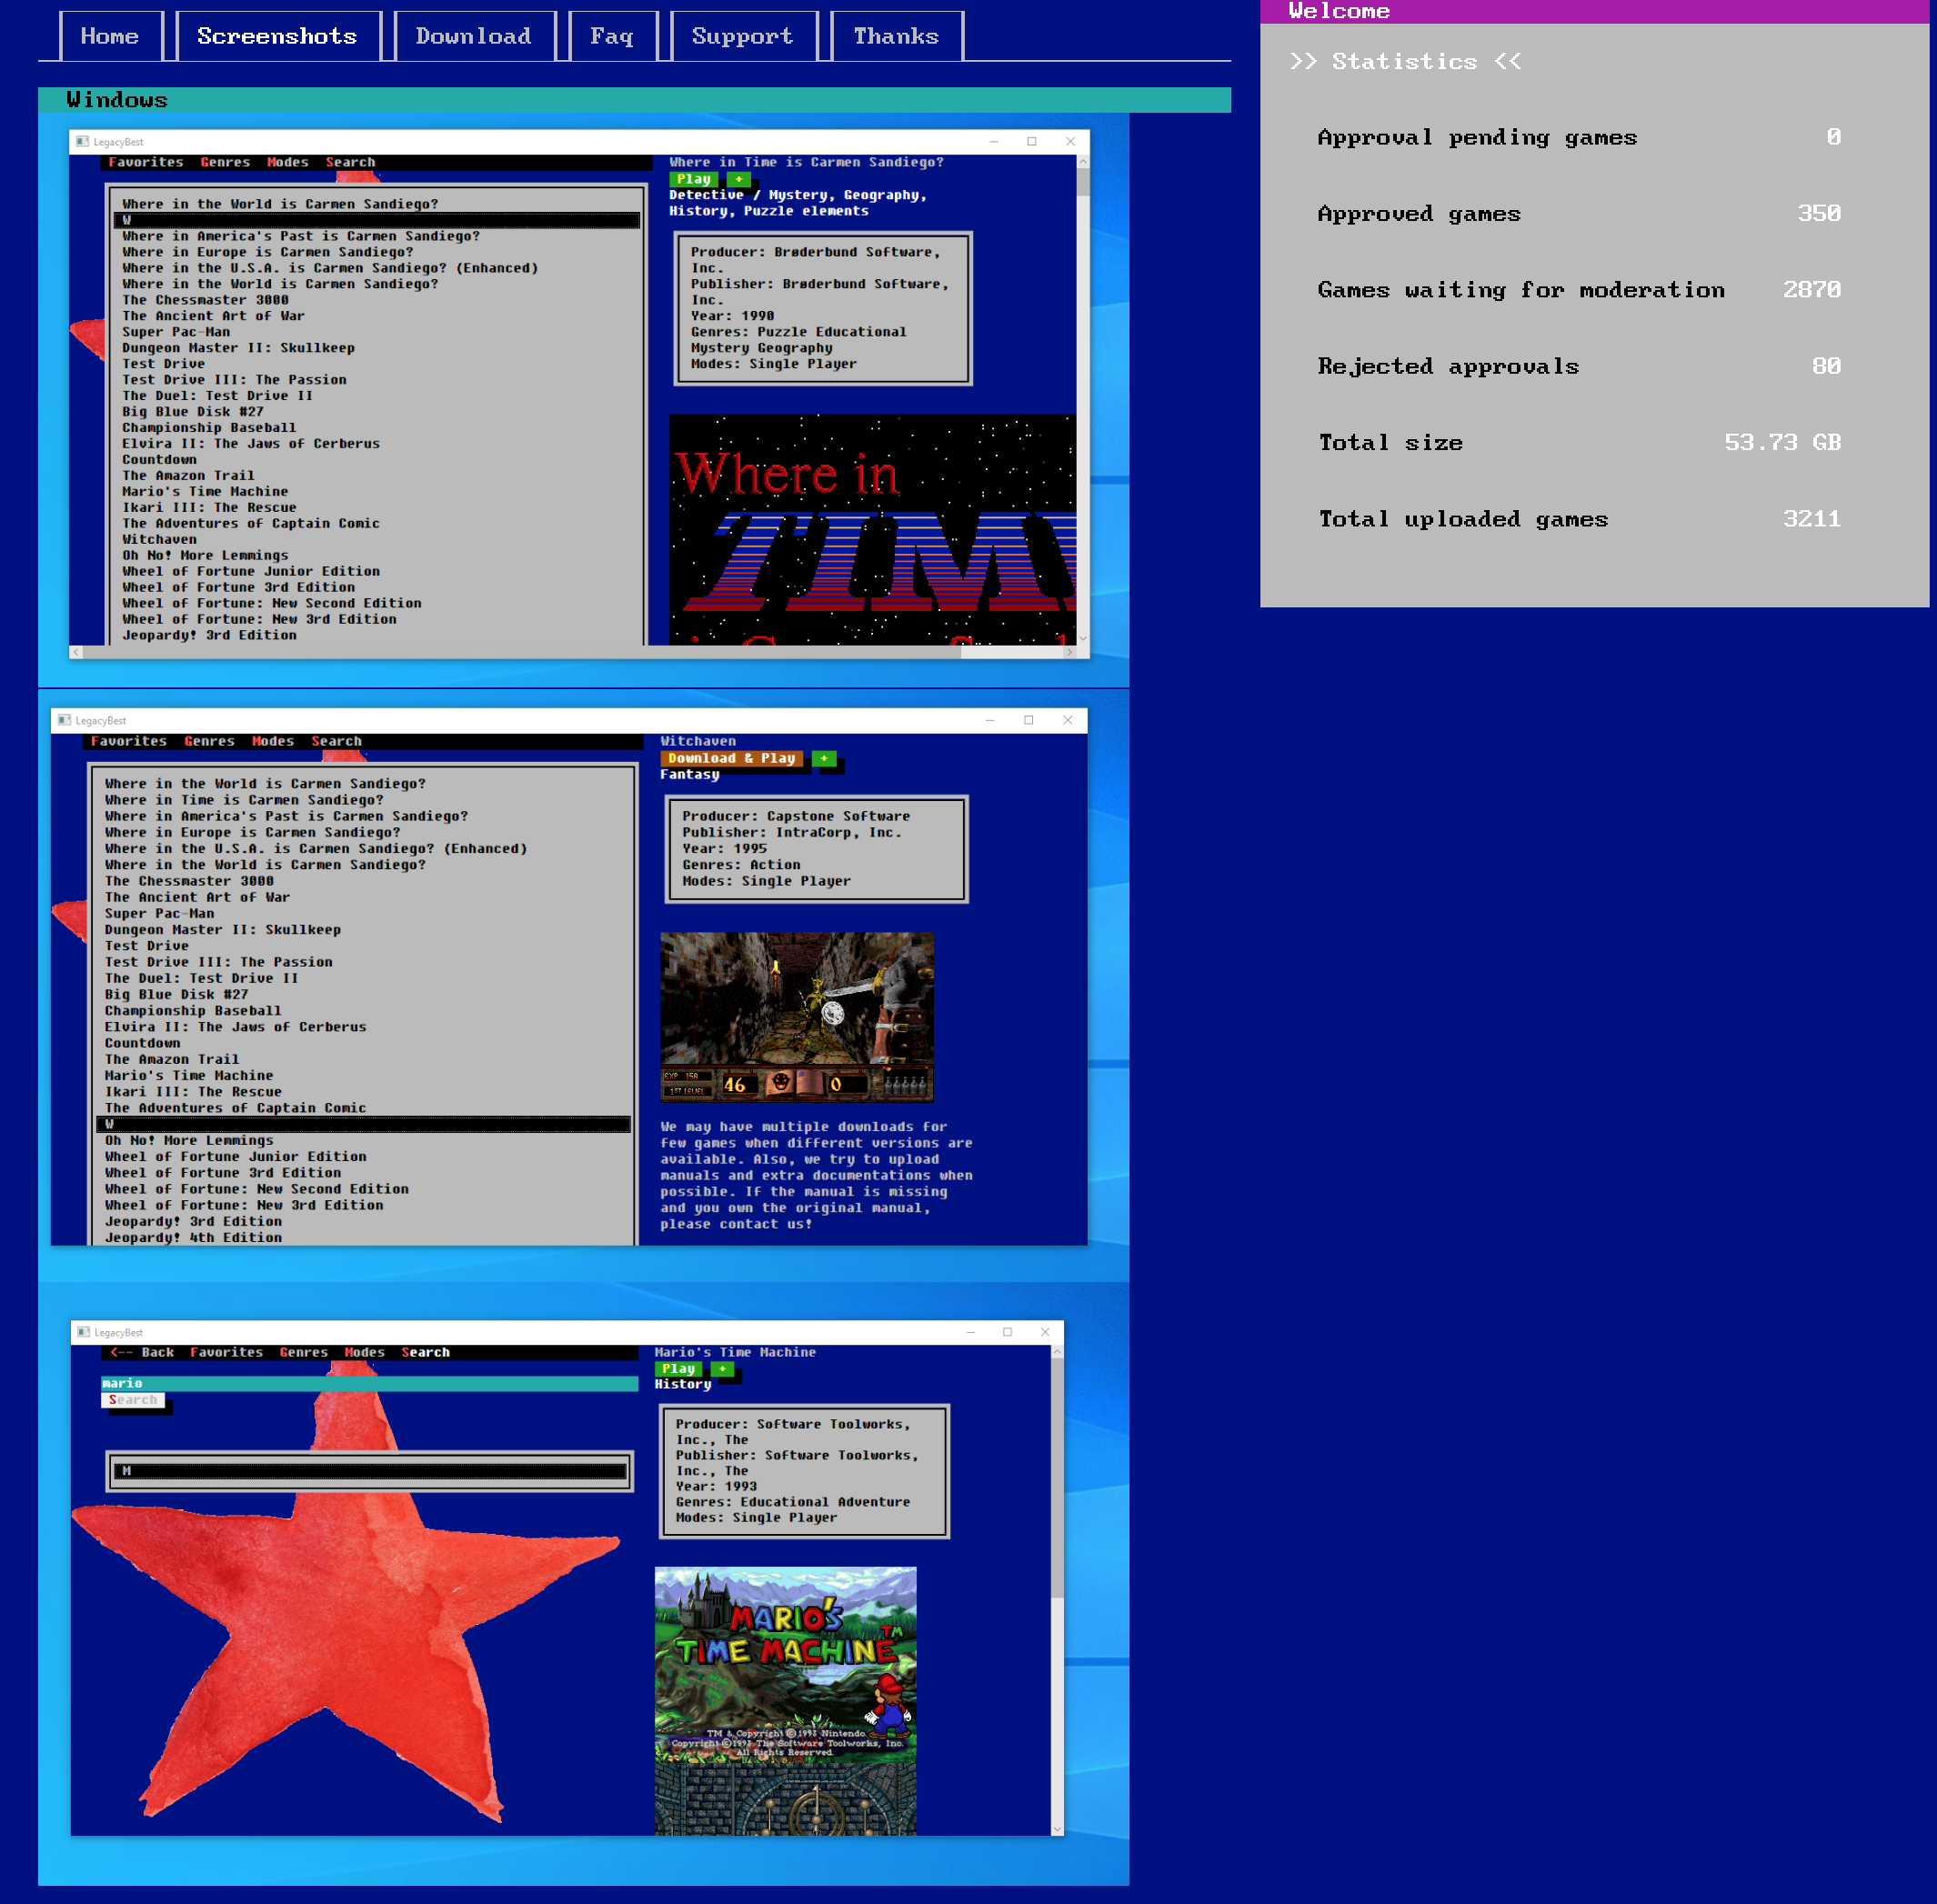 Home Screenshots Download Faq Support Thanks
Windows
LegacyBest
Favorites Genres Modes Search
Where in the World is Carmen Sandiego?
W
Where in America's Past is Carmen Sandiego?
Where in Europe is Carmen Sandiego?
Where in the U.S.A. is Carmen Sandiego? (Enhanced)
Where in the World is Carmen Sandiego?
The Chessmaster 3000
The Ancient Art of War
Super Pac-Man
Dungeon Master II: Skullkeep
Test Drive
Test Drive III: The Passion
The Duel: Test Drive II
Big Blue Disk #27
Championship Baseball
Elvira II: The Jaws of Cerberus
Countdown
The Amazon Trail
Mario's Time Machine
Ikari III: The Rescue
The Adventures of Captain Comic
Witchaven
Oh No! More Lemmings
Wheel of Fortune Junior Edition
Wheel of Fortune 3rd Edition
Wheel of Fortune: New Second Edition
Wheel of Fortune: New 3rd Edition
Jeopardy! 3rd Edition
Where in Time is Carmen Sandiego?
Play +
Detective / Mystery, Geography,
History, Puzzle elements
Producer: Brøderbund Software,
Inc.
Publisher: Brøderbund Software,
Inc.
Year: 1990
Genres: Puzzle Educational
Mystery Geography
Modes: Single Player
Where in
TIM
LegacyBest
Favorites Genres Modes Search
Where in the World is Carmen Sandiego?
Where in Time is Carmen Sandiego?
Where in America's Past is Carmen Sandiego?
Where in Europe is Carmen Sandiego?
Where in the U.S.A. is Carmen Sandiego? (Enhanced)
Where in the World is Carmen Sandiego?
The Chessmaster 3000
The Ancient Art of War
Super Pac-Man
Dungeon Master II: Skullkeep
Test Drive
Test Drive III: The Passion
The Duel: Test Drive II
Big Blue Disk #27
Championship Baseball
Elvira II: The Jaws of Cerberus
Countdown
The Amazon Trail
Mario's Time Machine
Ikari III: The Rescue
The Adventures of Captain Comic
W
Oh No! More Lemmings
Wheel of Fortune Junior Edition
Wheel of Fortune 3rd Edition
Wheel of Fortune: New Second Edition
Wheel of Fortune: New 3rd Edition
Jeopardy! 3rd Edition
Jeopardy! 4th Edition
Witchaven
Download & Play +
Fantasy
Producer: Capstone Software
Publisher: IntraCorp, Inc.
Year: 1995
Genres: Action
Modes: Single Player
EXP 150
1ST LEVEL
46 0
We may have multiple downloads for
few games when different versions are
available. Also, we try to upload
manuals and extra documentations when
possible. If the manual is missing
and you own the original manual,
please contact us!
LegacyBest
<-- Back Favorites Genres Modes Search
mario
Search
M
Mario's Time Machine
Play +
History
Producer: Software Toolworks,
Inc., The
Publisher: Software Toolworks,
Inc., The
Year: 1993
Genres: Educational Adventure
Modes: Single Player
MARIO'S
TIME MACHINE TM
TM & Copyright ©1993 Nintendo.
Copyright ©1993 The Software Toolworks, Inc.
All Rights Reserved.
Welcome
>> Statistics <<
Approval pending games 0
Approved games 350
Games waiting for moderation 2870
Rejected approvals 80
Total size 53.73 GB
Total uploaded games 3211